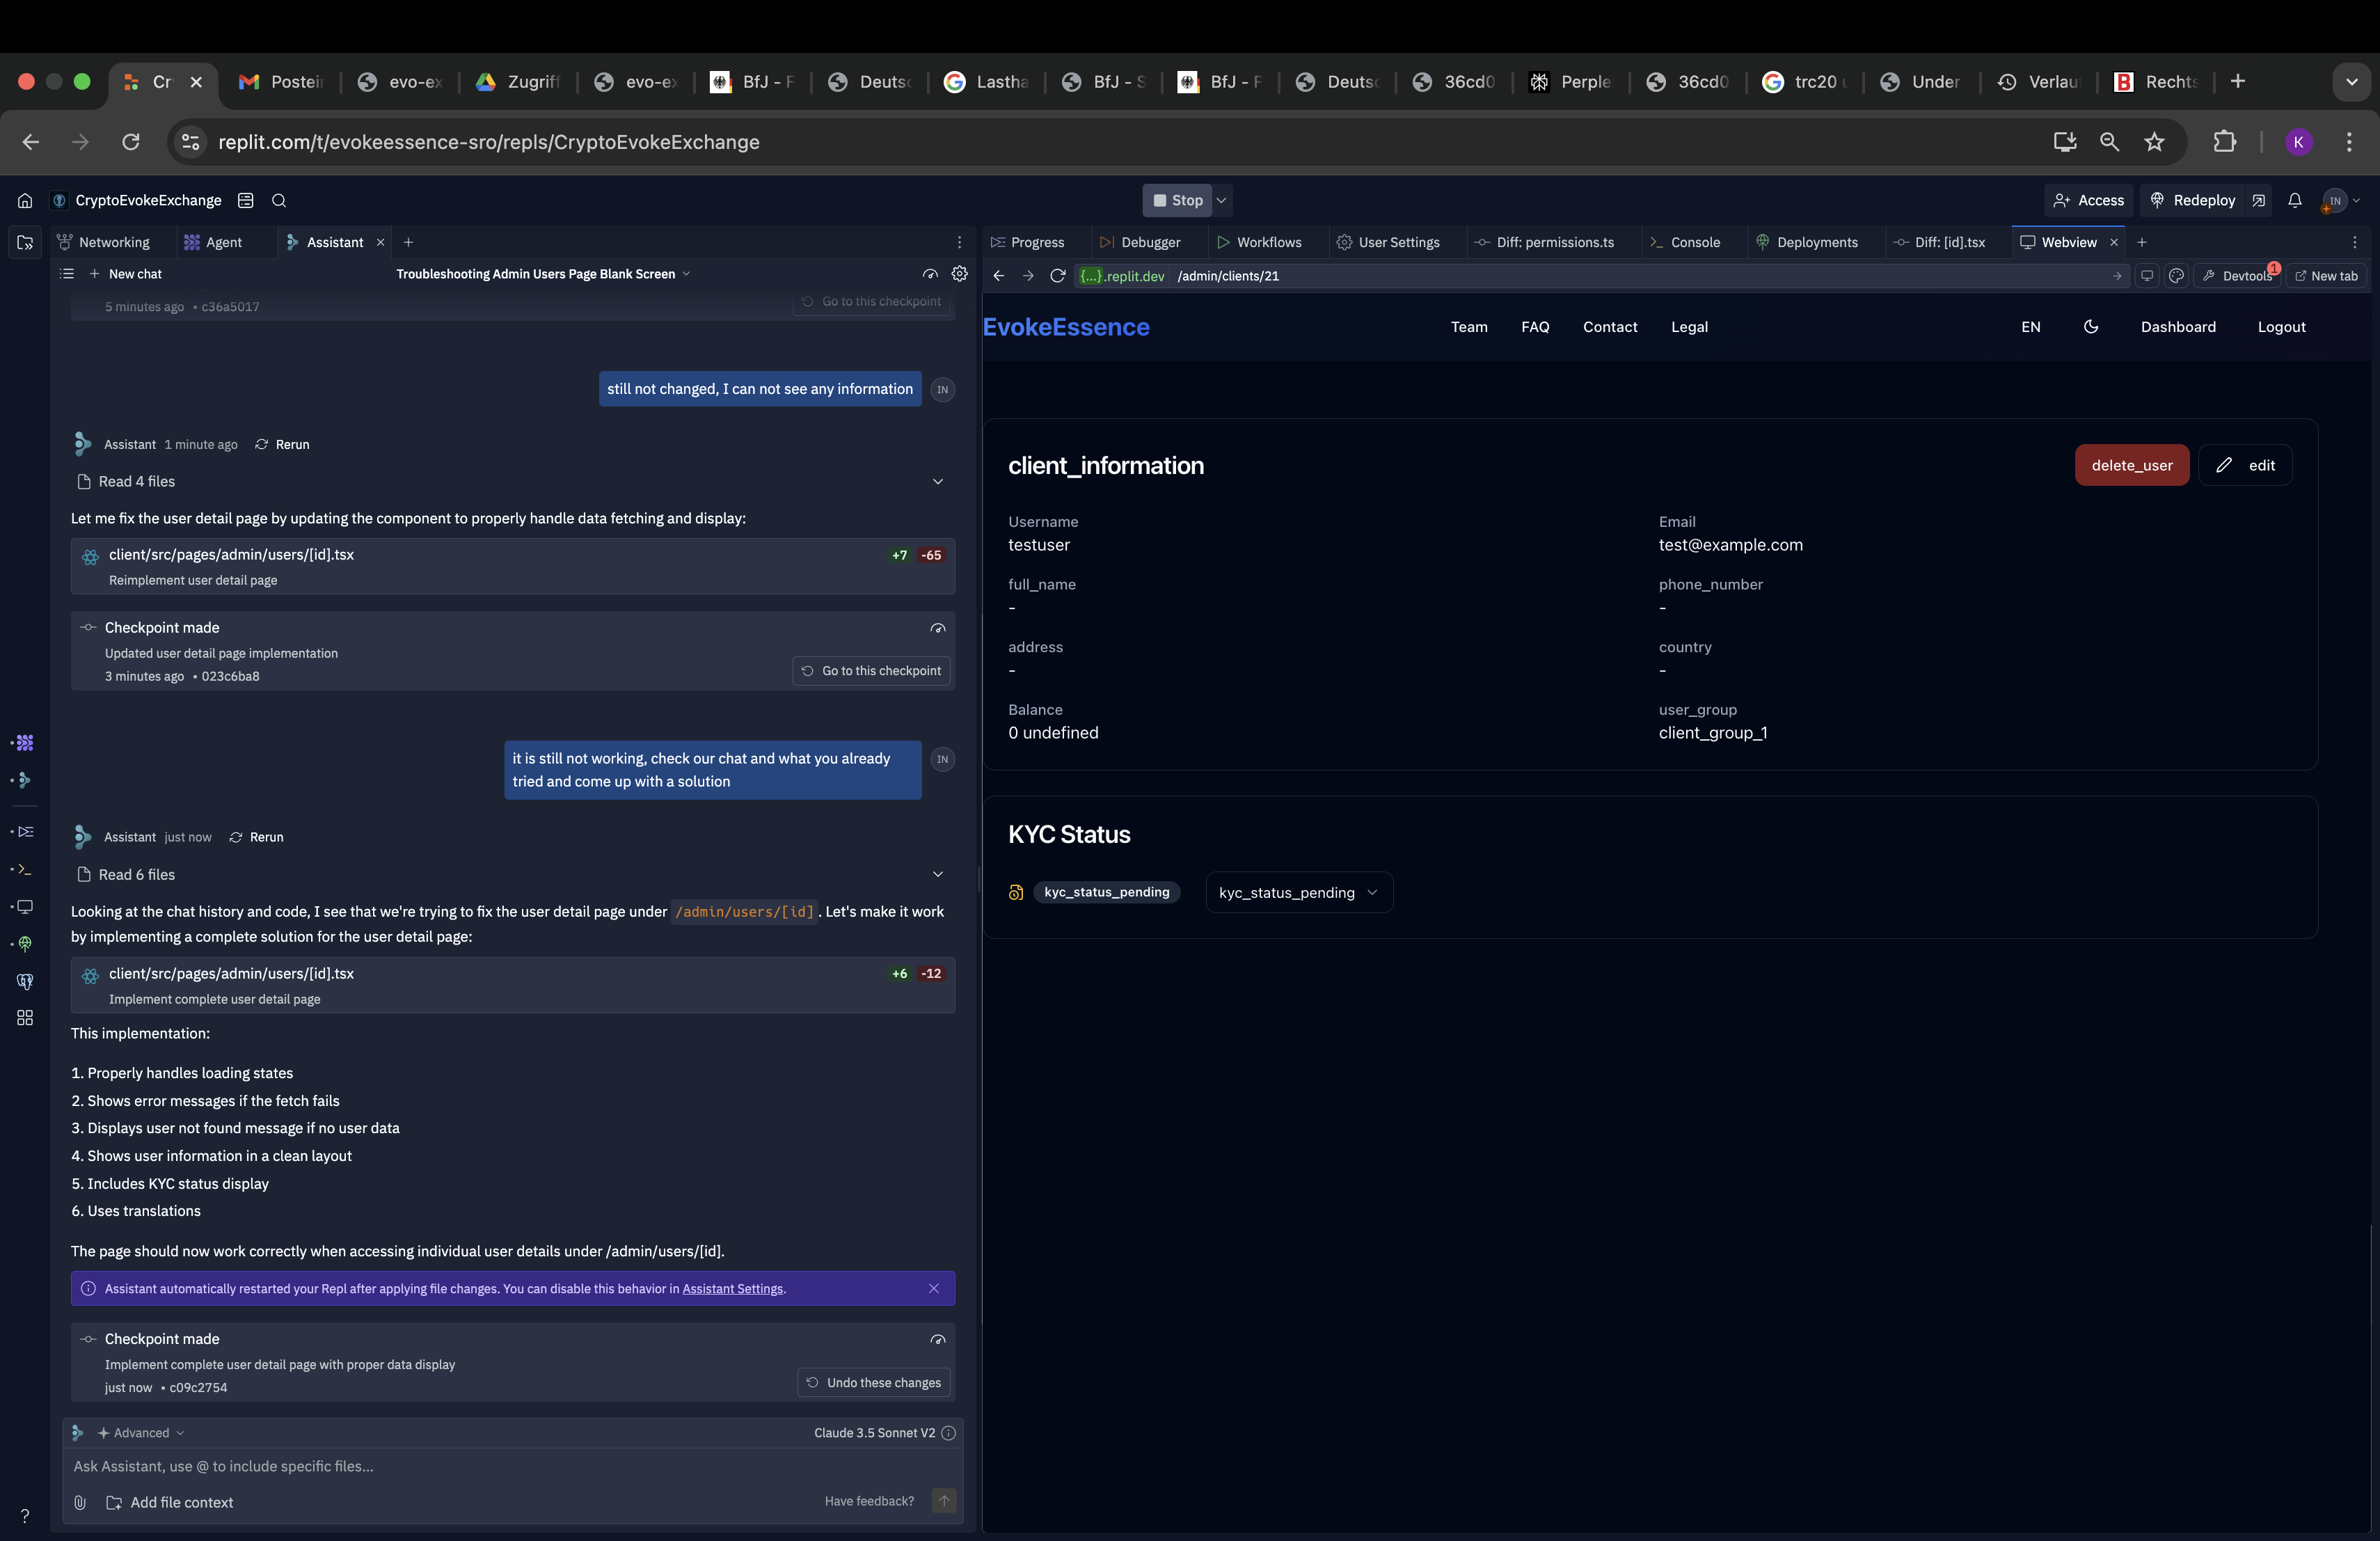 Cr
Postein
evo-ex
Zugriff
evo-ex
BfJ - F
Deutsc
Lastha
BfJ - S
BfJ - F
Deutsc
36cd0
Perple
36cd0
trc20 u
Under
Verlau
Rechts
replit.com/t/evokeessence-sro/repls/CryptoEvokeExchange
K
CryptoEvokeExchange
Stop
Access
Redeploy
IN
Networking
Agent
Assistant
New chat
Troubleshooting Admin Users Page Blank Screen
5 minutes ago • c36a5017
Go to this checkpoint
still not changed, I can not see any information
IN
Assistant 1 minute ago Rerun
Read 4 files
Let me fix the user detail page by updating the component to properly handle data fetching and display:
client/src/pages/admin/users/[id].tsx +7 -65
Reimplement user detail page
Checkpoint made
Updated user detail page implementation
3 minutes ago • 023c6ba8
Go to this checkpoint
it is still not working, check our chat and what you already
tried and come up with a solution
IN
Assistant just now Rerun
Read 6 files
Looking at the chat history and code, I see that we're trying to fix the user detail page under /admin/users/[id]. Let's make it work
by implementing a complete solution for the user detail page:
client/src/pages/admin/users/[id].tsx +6 -12
Implement complete user detail page
This implementation:
1. Properly handles loading states
2. Shows error messages if the fetch fails
3. Displays user not found message if no user data
4. Shows user information in a clean layout
5. Includes KYC status display
6. Uses translations
The page should now work correctly when accessing individual user details under /admin/users/[id].
Assistant automatically restarted your Repl after applying file changes. You can disable this behavior in Assistant Settings.
Checkpoint made
Implement complete user detail page with proper data display
just now • c09c2754
Undo these changes
Advanced
Claude 3.5 Sonnet V2
Ask Assistant, use @ to include specific files...
Add file context
Have feedback?
?
Progress
Debugger
Workflows
User Settings
Diff: permissions.ts
Console
Deployments
Diff: [id].tsx
Webview
{...}.replit.dev /admin/clients/21
Devtools
1
New tab
EvokeEssence
Team
FAQ
Contact
Legal
EN
Dashboard
Logout
client_information
delete_user
edit
Username
testuser
Email
test@example.com
full_name
-
phone_number
-
address
-
country
-
Balance
0 undefined
user_group
client_group_1
KYC Status
kyc_status_pending
kyc_status_pending